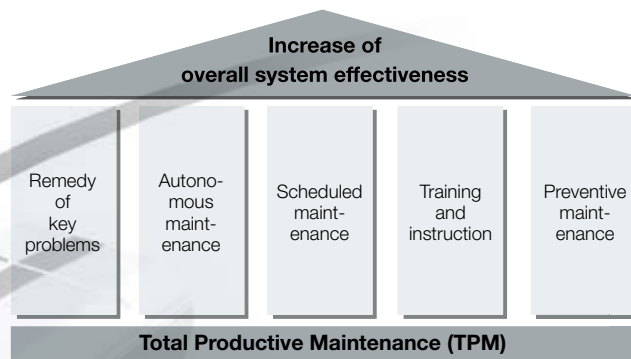 Increase of
overall system effectiveness
Remedy
of
key
problems
Autono-
mous
maint-
enance
Scheduled
maint-
enance
Training
and
instruction
Preventive
maint-
enance
Total Productive Maintenance (TPM)